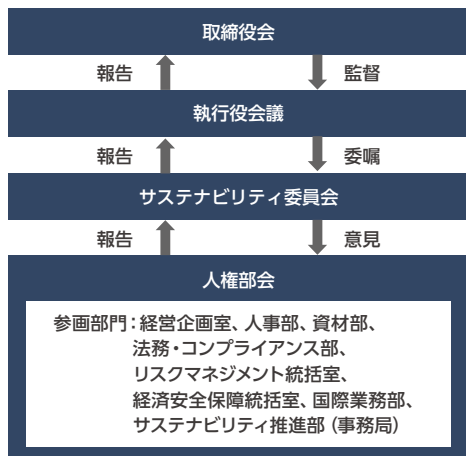 取締役会
報告 監督
執行役会議
報告 委嘱
サステナビリティ委員会
報告 意見
人権部会
参画部門：経営企画室、人事部、資材部、
法務・コンプライアンス部、
リスクマネジメント統括室、
経済安全保障統括室、国際業務部、
サステナビリティ推進部（事務局）